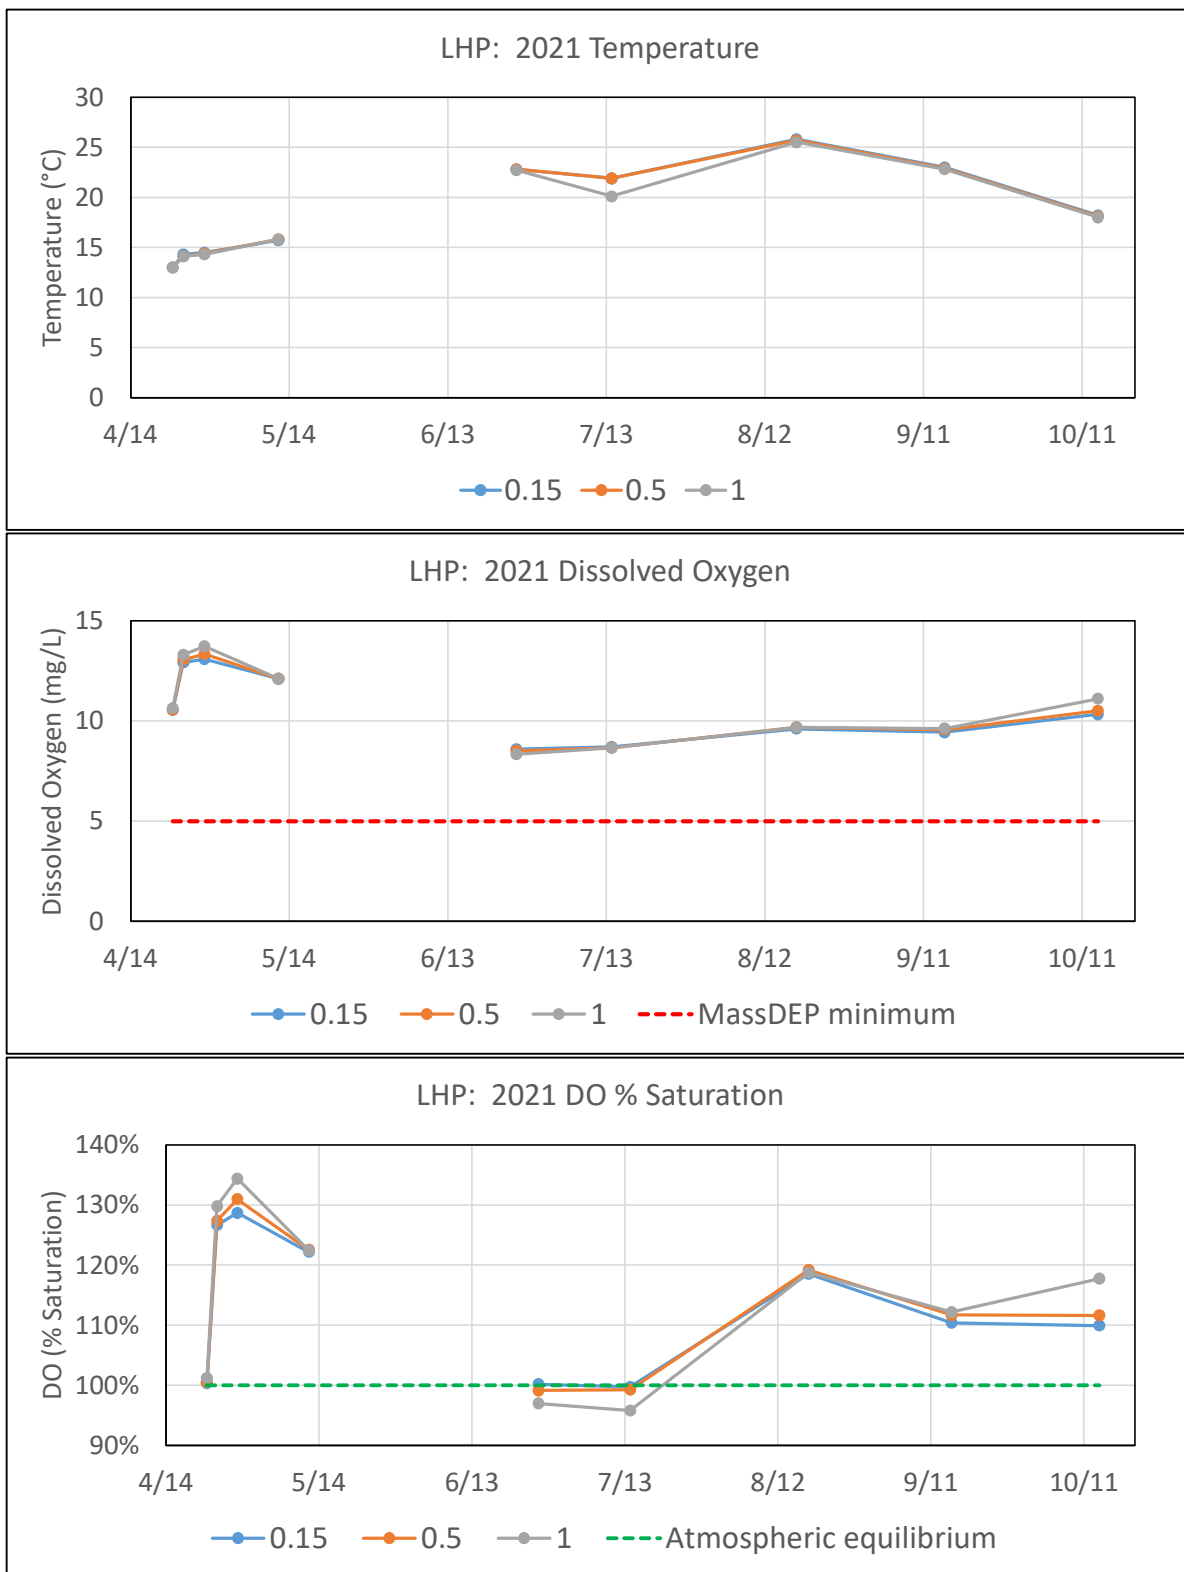 LHP:  2021 Temperature
Temperature (°C)
30
25
20
15
10
5
0
4/14 5/14 6/13 7/13 8/12 9/11 10/11
0.15 0.5 1
LHP:  2021 Dissolved Oxygen
Dissolved Oxygen (mg/L)
15
10
5
0
4/14 5/14 6/13 7/13 8/12 9/11 10/11
0.15 0.5 1 MassDEP minimum
LHP:  2021 DO % Saturation
DO (% Saturation)
140%
130%
120%
110%
100%
90%
4/14 5/14 6/13 7/13 8/12 9/11 10/11
0.15 0.5 1 Atmospheric equilibrium